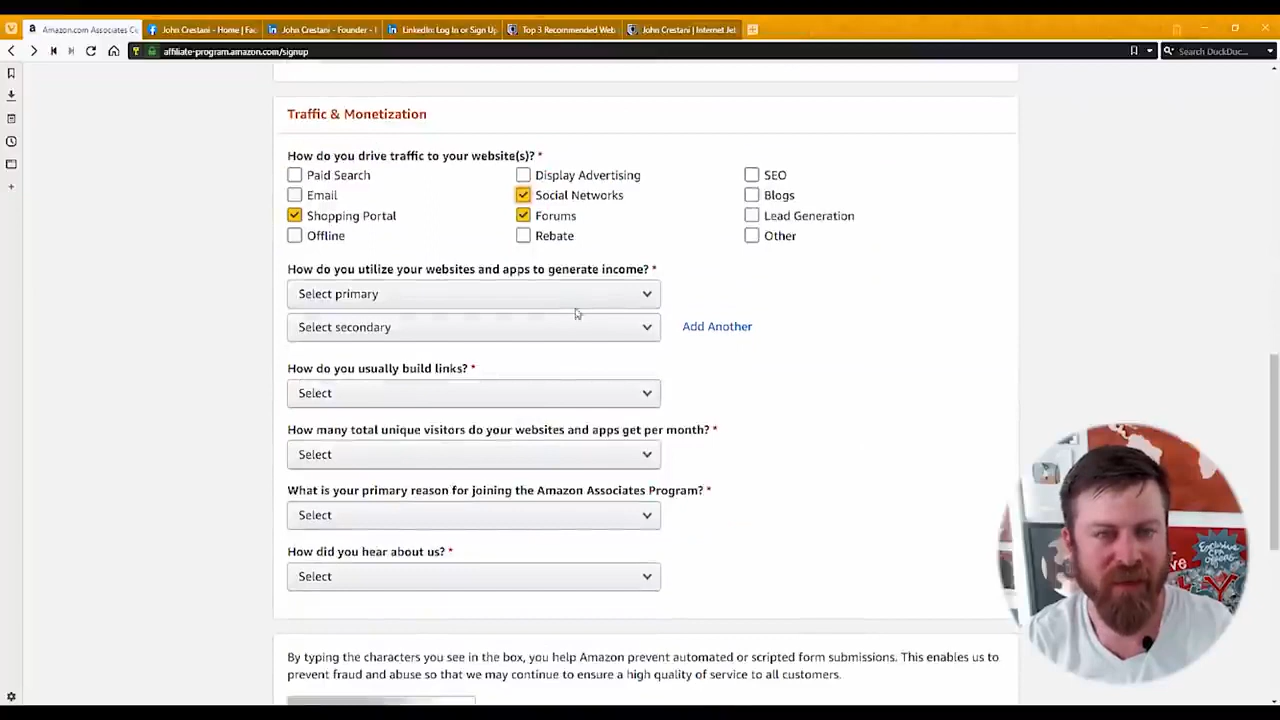 Amazon.com Associates Ce
John Crestani - Home | Fac
John Crestani - Founder - I
LinkedIn: Log In or Sign Up
Top 3 Recommended Web
John Crestani | Internet Jet
affiliate-program.amazon.com/signup
Search DuckDuc...
Traffic & Monetization
How do you drive traffic to your website(s)? *
Paid Search
Display Advertising
SEO
Email
Social Networks
Blogs
Shopping Portal
Forums
Lead Generation
Offline
Rebate
Other
How do you utilize your websites and apps to generate income? *
Select primary
Select secondary
Add Another
How do you usually build links? *
Select
How many total unique visitors do your websites and apps get per month? *
Select
What is your primary reason for joining the Amazon Associates Program? *
Select
How did you hear about us? *
Select
Exclusive
By typing the characters you see in the box, you help Amazon prevent automated or scripted form submissions. This enables us to
prevent fraud and abuse so that we may continue to ensure a high quality of service to all customers.